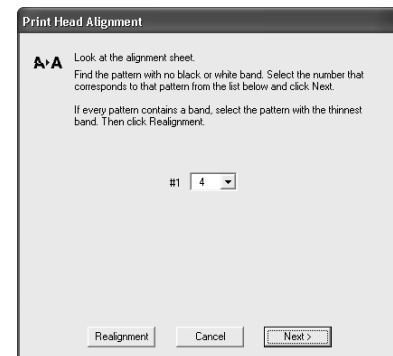 Print Head Alignment
A›A Look at the alignment sheet.
Find the pattern with no black or white band. Select the number that
corresponds to that pattern from the list below and click Next.
If every pattern contains a band, select the pattern with the thinnest
band. Then click Realignment.
#1 4
Realignment Cancel Next >